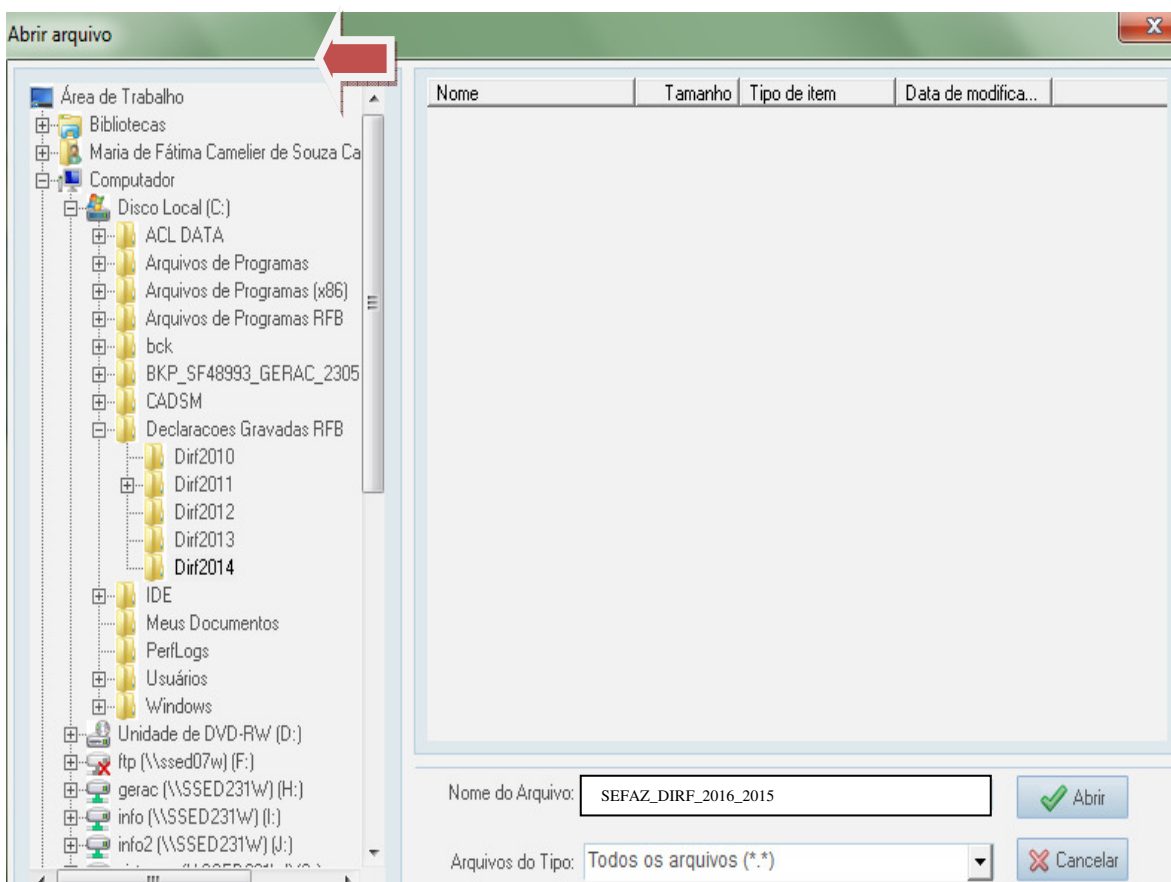 Abrir arquivo
Área de Trabalho
Bibliotecas
Maria de Fátima Camelier de Souza Ca
Computador
Disco Local (C:)
ACL DATA
Arquivos de Programas
Arquivos de Programas (x86)
Arquivos de Programas RFB
bck
BKP_SF48993_GERAC_2305
CADSM
Declaracoes Gravadas RFB
Dirf2010
Dirf2011
Dirf2012
Dirf2013
Dirf2014
IDE
Meus Documentos
PerfLogs
Usuários
Windows
Unidade de DVD-RW (D:)
ftp (\\ssed07w) (F:)
gerac (\\SSED231W) (H:)
info (\\SSED231W) (I:)
info2 (\\SSED231W) (J:)
Nome Tamanho Tipo de item Data de modifica...
Nome do Arquivo: SEFAZ_DIRF_2016_2015 Abrir
Arquivos do Tipo: Todos os arquivos (*.*) Cancelar